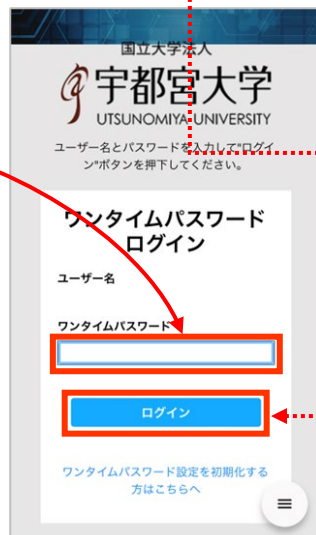 国立大学法人
宇都宮大学
UTSUNOMIYA UNIVERSITY
ユーザー名とパスワードを入力して"ログイ
ン"ボタンを押下してください。
ワンタイムパスワード
ログイン
ユーザー名
ワンタイムパスワード
ログイン
ワンタイムパスワード設定を初期化する
方はこちらへ